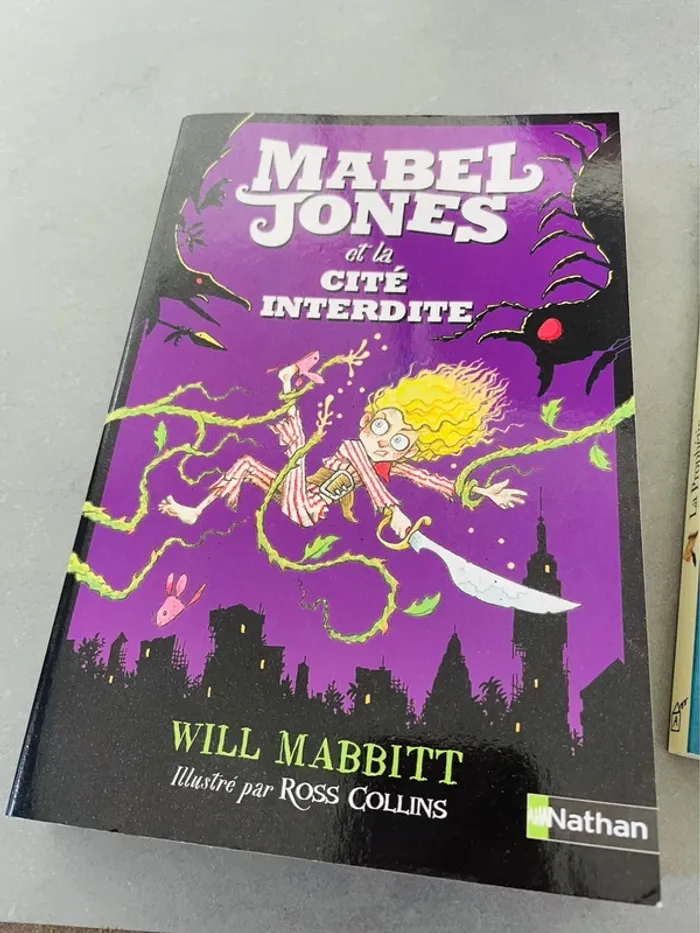 MABEL
JONES
et la
CITÉ
INTERDITE
WILL MABBITT
Illustré par ROSS COLLINS
Nathan